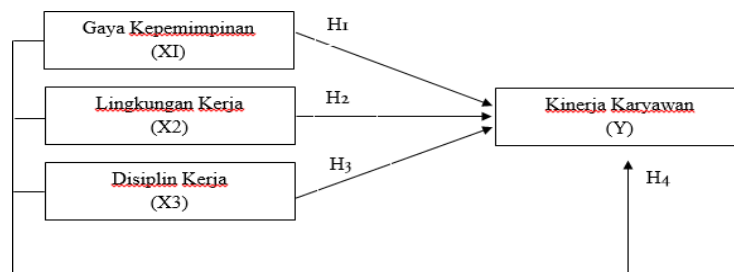 Gaya Kepemimpinan
(XI)
H1
Lingkungan Kerja
(X2)
H2
Kinerja Karyawan
(Y)
Disiplin Kerja
(X3)
H3
H4